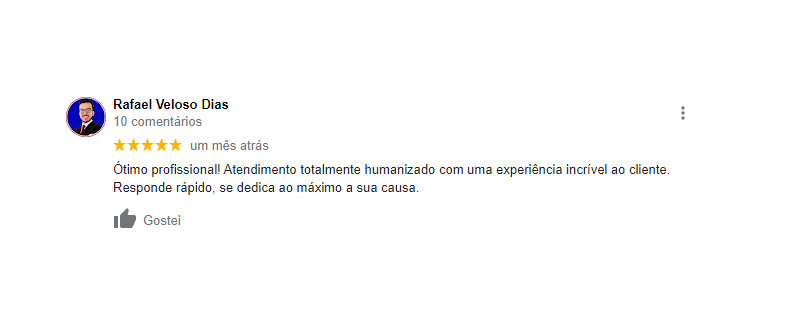 Rafael Veloso Dias
10 comentários
um mês atrás
Ótimo profissional! Atendimento totalmente humanizado com uma experiência incrível ao cliente.
Responde rápido, se dedica ao máximo a sua causa.
Gostei